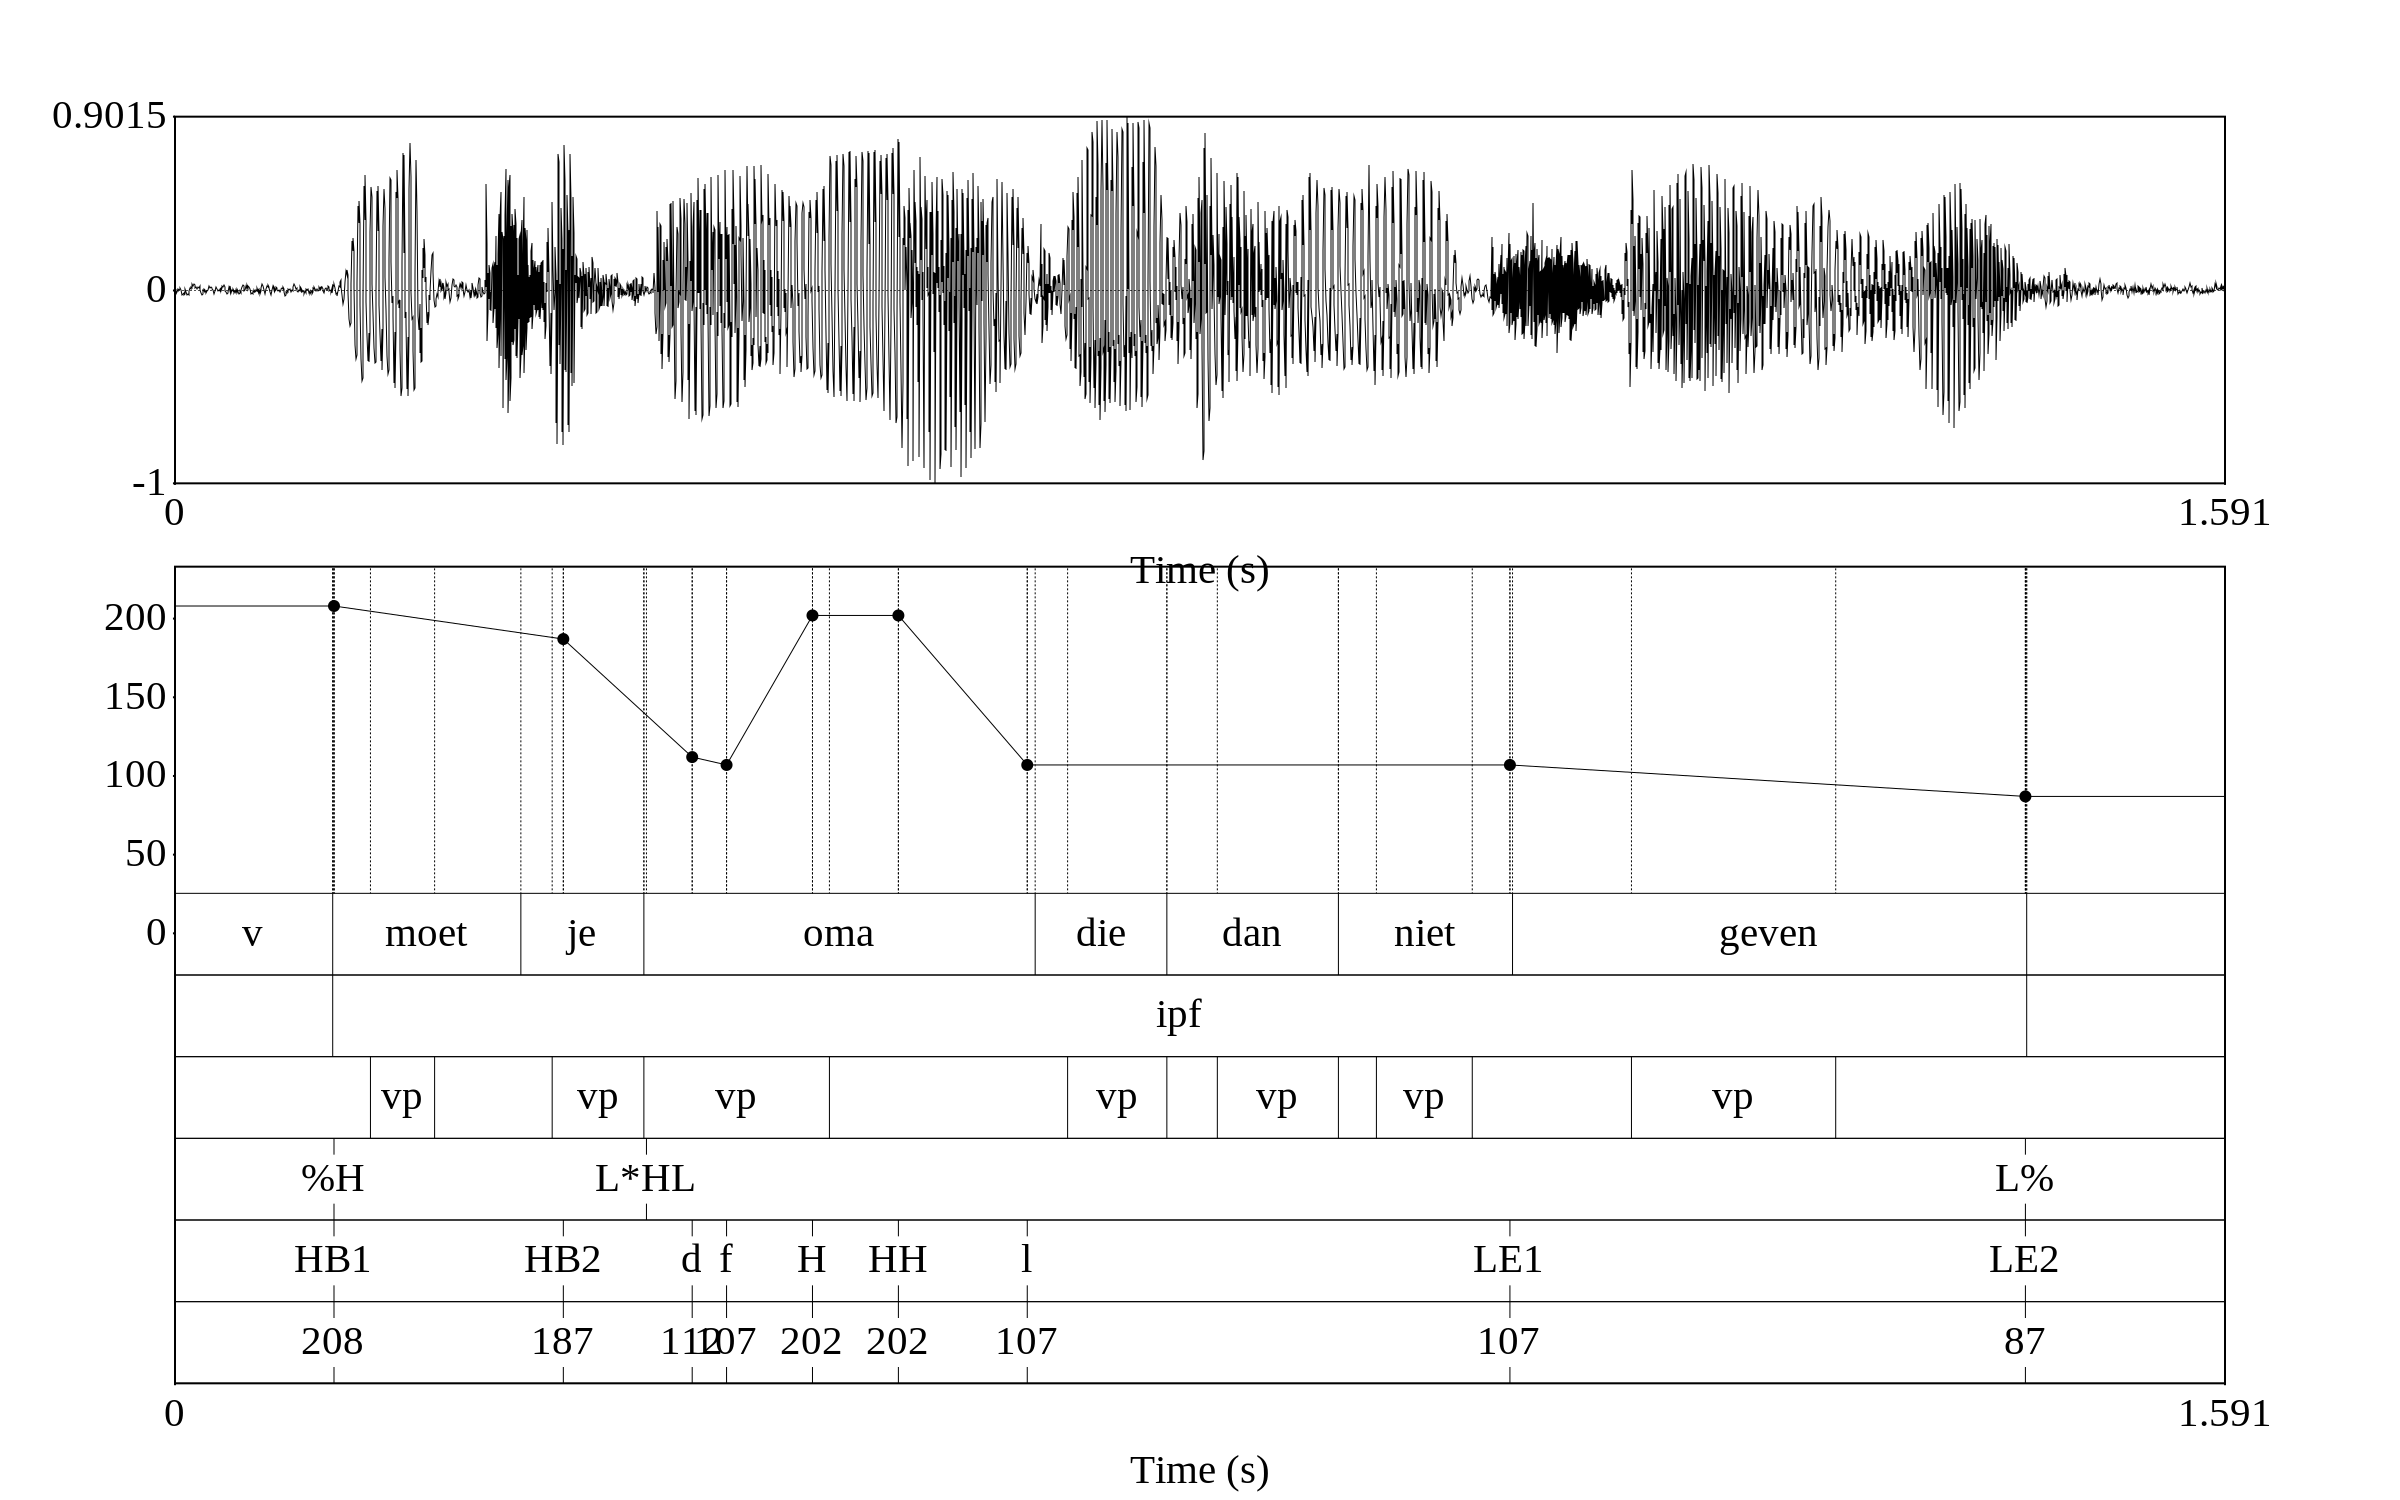 0.9015
0
-1
0 1.591
Time (s)
200
150
100
50
0
v moet je oma die dan niet geven
ipf
vp vp vp vp vp vp vp
%H L*HL L%
HB1 HB2 d f H HH l LE1 LE2
208 187 112 107 202 202 107 107 87
0 1.591
Time (s)